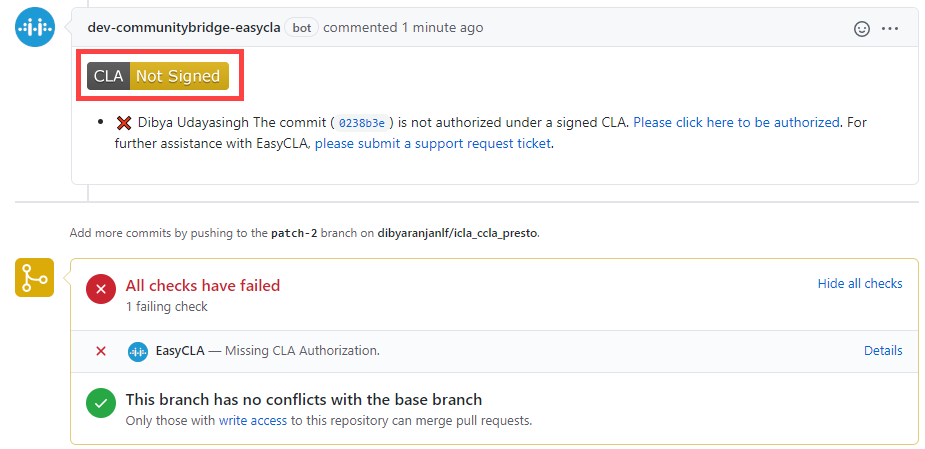 dev-communitybridge-easycla bot commented 1 minute ago
CLA Not Signed
Dibya Udayasingh The commit ( 0238b3e ) is not authorized under a signed CLA. Please click here to be authorized. For
further assistance with EasyCLA, please submit a support request ticket.
Add more commits by pushing to the patch-2 branch on dibyaranjanlf/icla_ccla_presto.
All checks have failed
Hide all checks
1 failing check
EasyCLA — Missing CLA Authorization.
Details
This branch has no conflicts with the base branch
Only those with write access to this repository can merge pull requests.